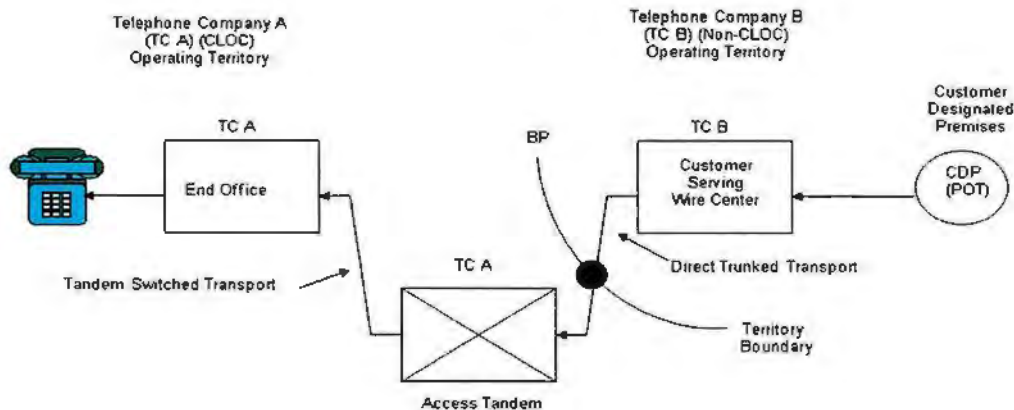 Telephone Company A
(TC A) (CLOC)
Operating Territory
Telephone Company B
(TC B) (Non-CLOC)
Operating Territory
Customer
Designated
Premises
TC A
End Office
BP
TC B
Customer
Serving
Wire Center
CDP
(POT)
Tandem Switched Transport
TC A
Direct Trunked Transport
Territory
Boundary
Access Tandem